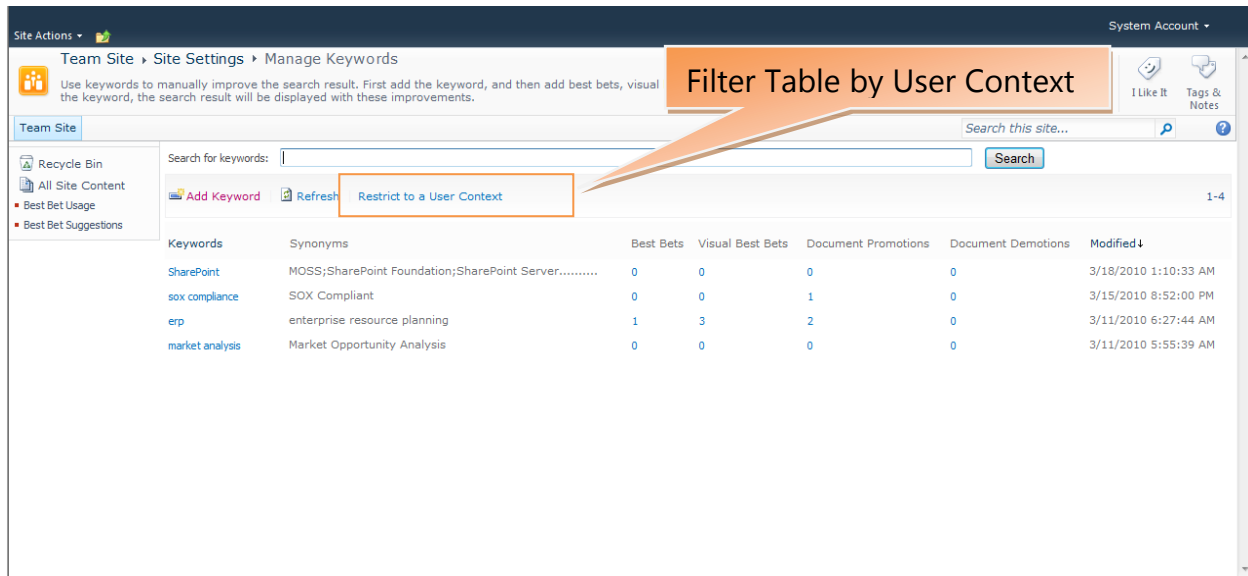 System Account
Site Actions
Team Site Site Settings Manage Keywords
Use keywords to manually improve the search result. First add the keyword, and then add best bets, visual
the keyword, the search result will be displayed with these improvements.
Filter Table by User Context
I Like It
Tags &
Notes
Team Site
Search this site...
Recycle Bin
All Site Content
Best Bet Usage
Best Bet Suggestions
Search for keywords:
Search
Add Keyword Refresh Restrict to a User Context 1-4
Keywords Synonyms Best Bets Visual Best Bets Document Promotions Document Demotions Modified↓
SharePoint MOSS;SharePoint Foundation;SharePoint Server.......... 0 0 0 0 3/18/2010 1:10:33 AM
sox compliance SOX Compliant 0 0 1 0 3/15/2010 8:52:00 PM
erp enterprise resource planning 1 3 2 0 3/11/2010 6:27:44 AM
market analysis Market Opportunity Analysis 0 0 0 0 3/11/2010 5:55:39 AM